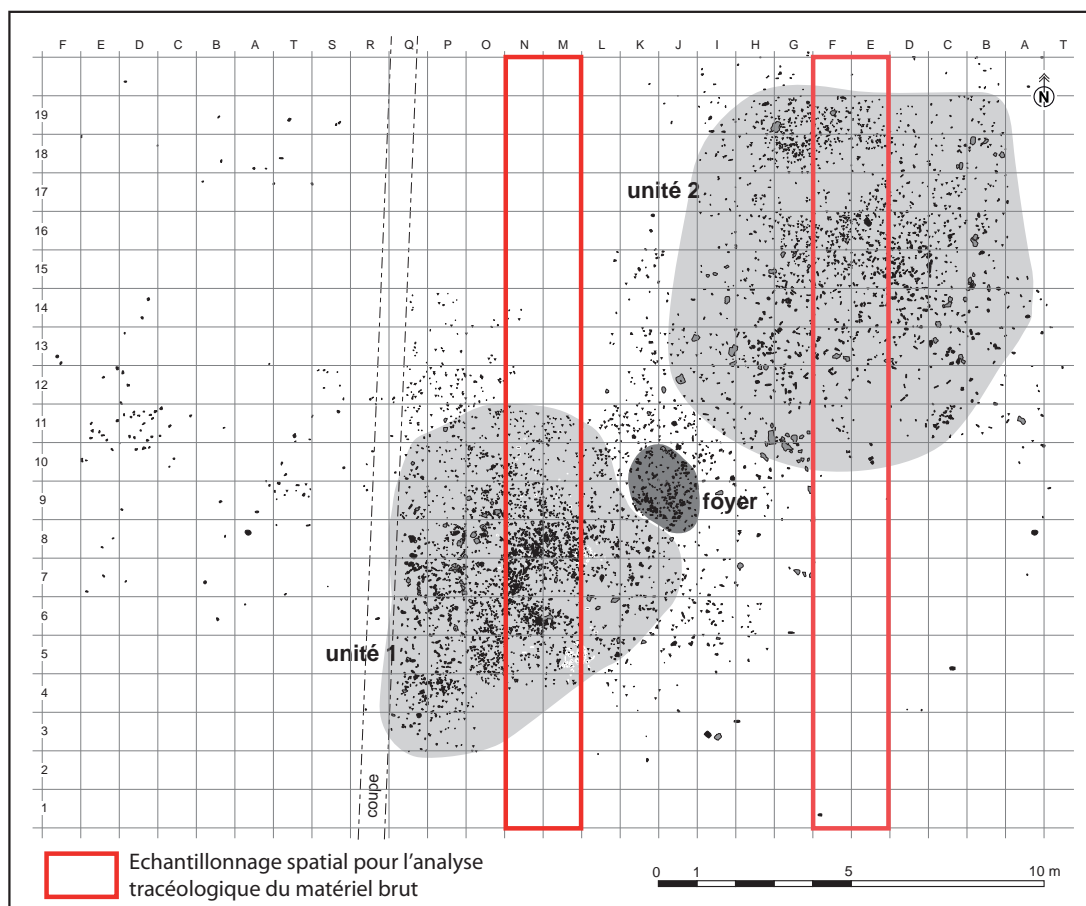 F E D C B A T S R Q P O N M L K J I H G F E D C B A T
N
19
18
17
unité 2
16
15
14
13
12
11
10
9
foyer
8
7
6
unité 1
5
4
3
2
coupe
1
Echantillonnage spatial pour l'analyse
tracéologique du matériel brut
0 1 5 10 m